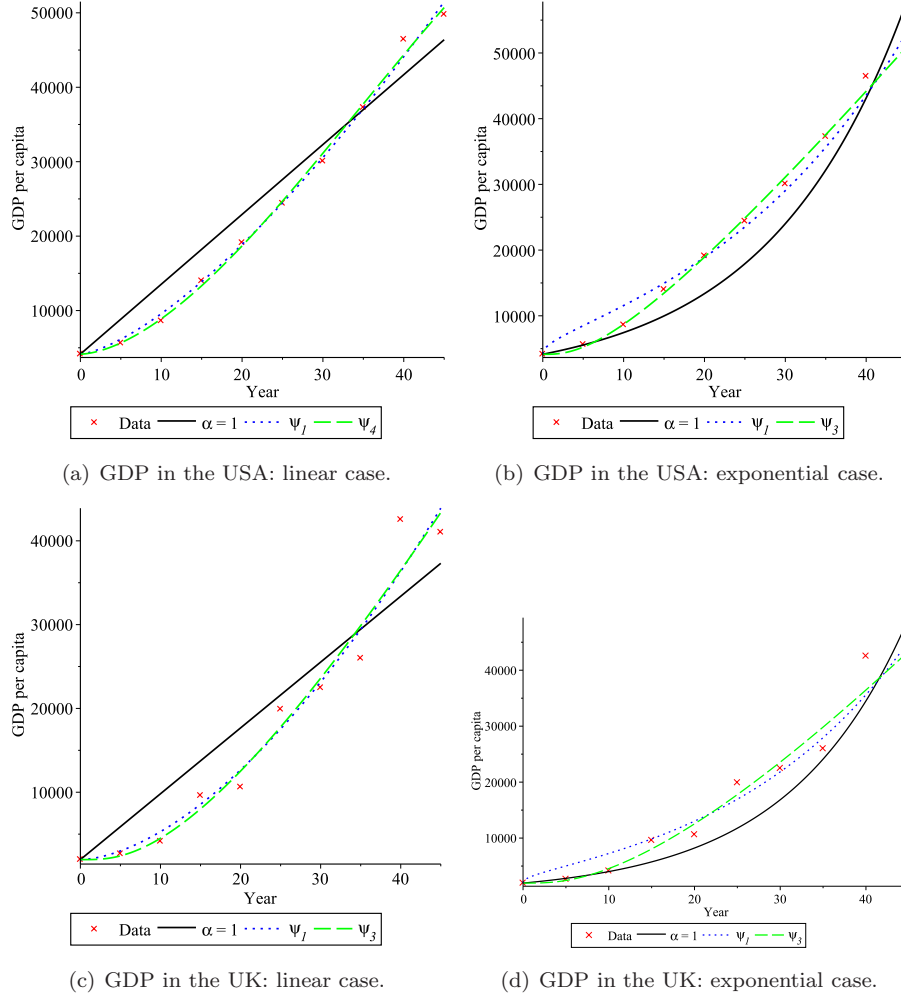 50000
40000
30000
20000
10000
GDP per capita
0 10 20 30 40
Year
Data α = 1 ψ1 ψ4
(a) GDP in the USA: linear case.
50000
40000
30000
20000
10000
GDP per capita
0 10 20 30 40
Year
Data α = 1 ψ1 ψ3
(b) GDP in the USA: exponential case.
40000
30000
20000
10000
GDP per capita
0 10 20 30 40
Year
Data α = 1 ψ1 ψ3
(c) GDP in the UK: linear case.
40000
30000
20000
10000
GDP per capita
0 10 20 30 40
Year
Data α = 1 ψ1 ψ3
(d) GDP in the UK: exponential case.